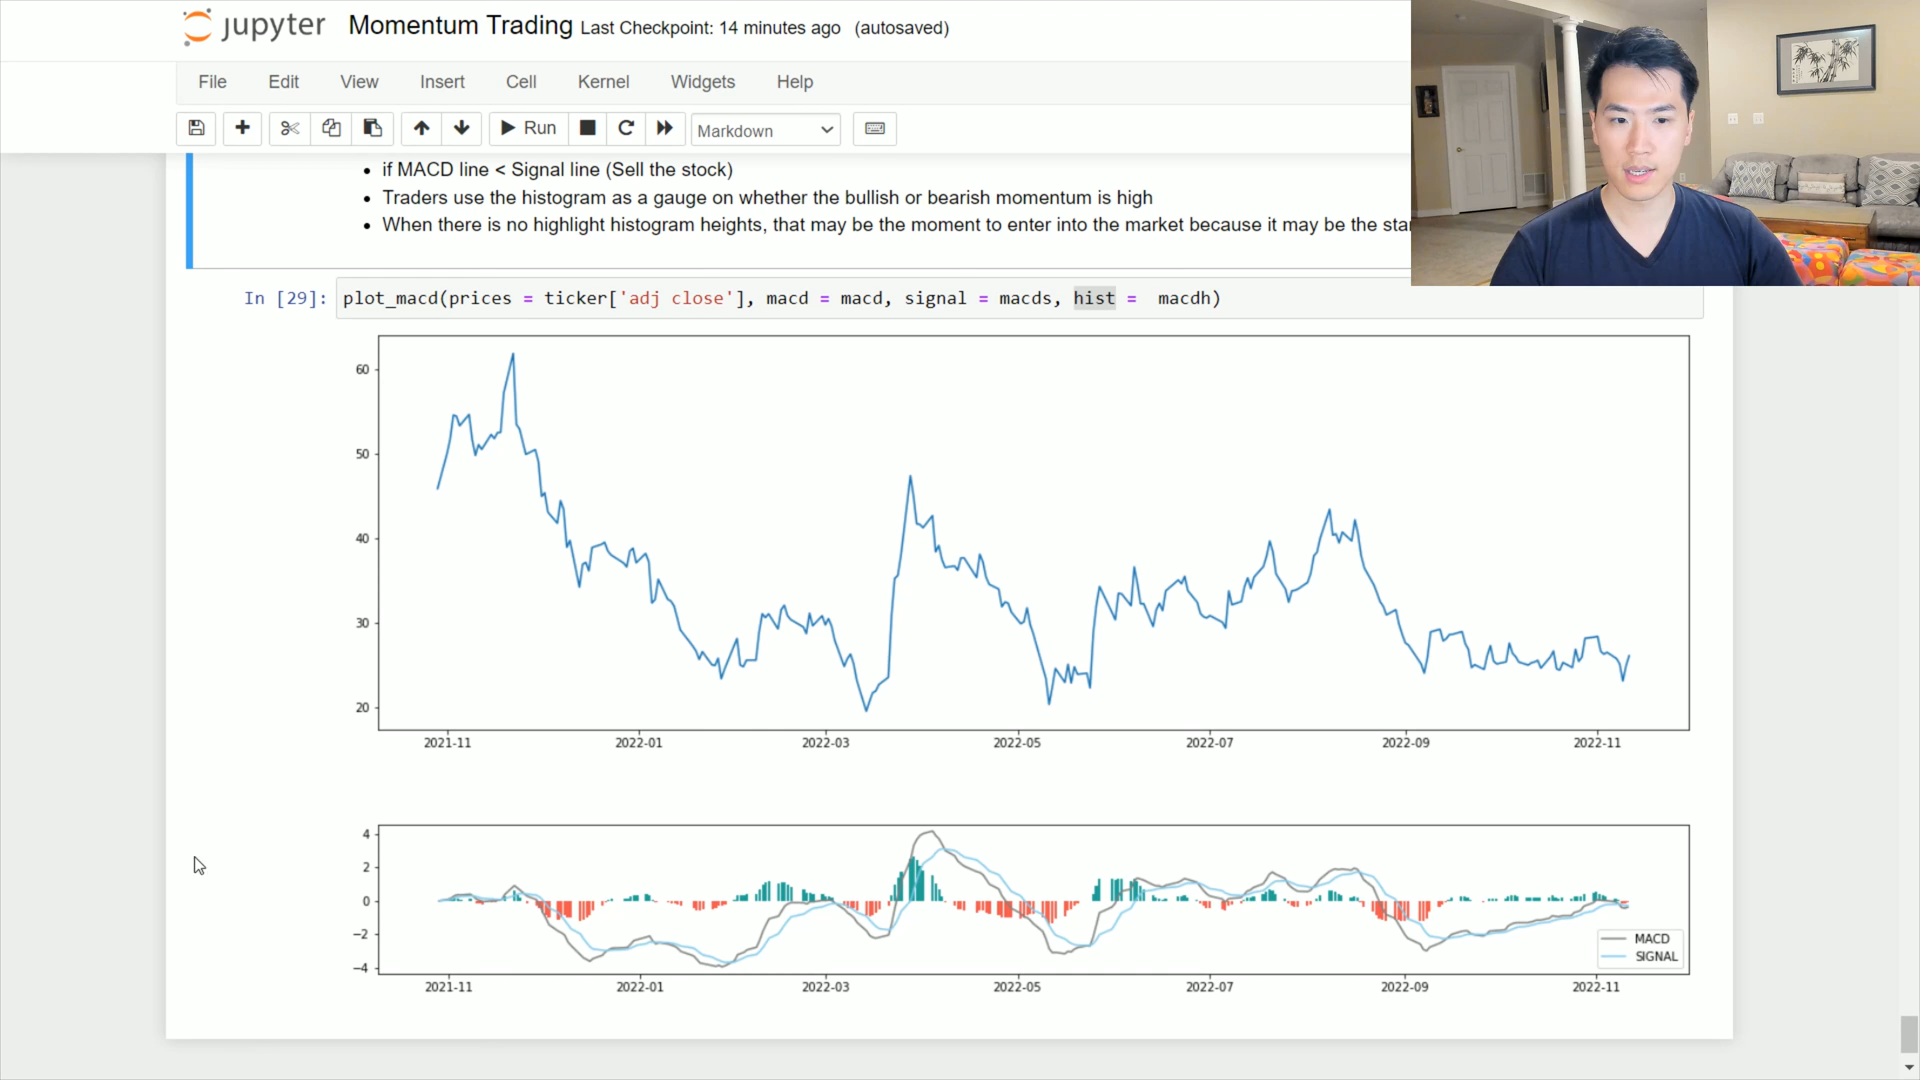 jupyter Momentum Trading Last Checkpoint: 14 minutes ago (autosaved)
File Edit View Insert Cell Kernel Widgets Help
Run Markdown
if MACD line < Signal line (Sell the stock)
Traders use the histogram as a gauge on whether the bullish or bearish momentum is high
When there is no highlight histogram heights, that may be the moment to enter into the market because it may be the
In [29]: plot_macd(prices = ticker['adj close'], macd = macd, signal = macds, hist = macdh)
60
50
40
30
20
2021-11 2022-01 2022-03 2022-05 2022-07 2022-09 2022-11
4
2
0
−2
−4
MACD
SIGNAL
2021-11 2022-01 2022-03 2022-05 2022-07 2022-09 2022-11